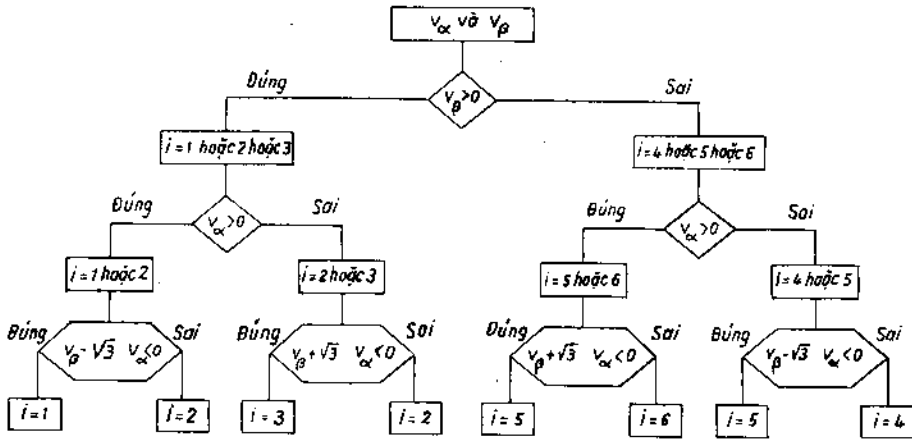 v_α và v_β
Đúng
v_β>0
Sai
i=1 hoặc 2 hoặc 3
i=4 hoặc 5 hoặc 6
Đúng
v_α>0
Sai
Đúng
v_α>0
Sai
i=1 hoặc 2
i=2 hoặc 3
i=5 hoặc 6
i=4 hoặc 5
Đúng
v_β-√3 v_α<0
Sai
Đúng
v_β+√3 v_α<0
Sai
Đúng
v_β+√3 v_α<0
Sai
Đúng
v_β-√3 v_α<0
Sai
i=1
i=2
i=3
i=2
i=5
i=6
i=5
i=4